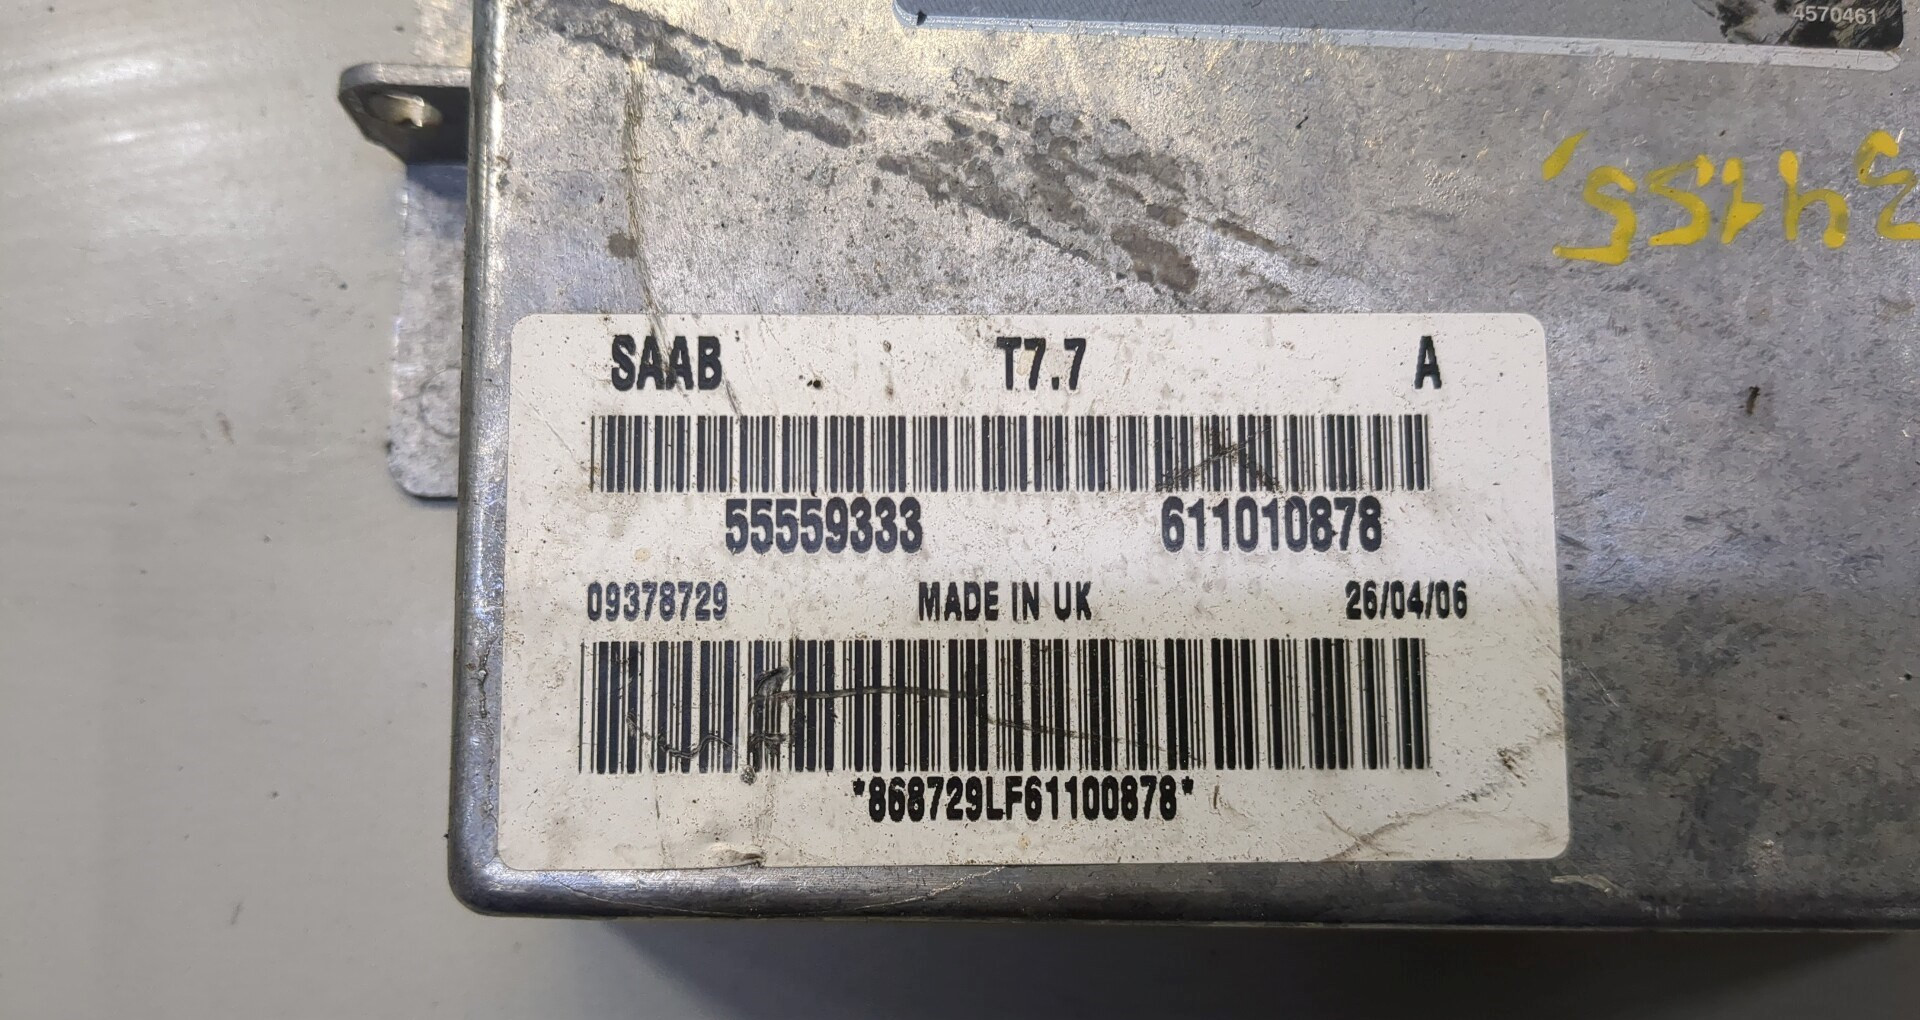 4570461
SAAB T7.7 A
55559333 611010878
09378729 MADE IN UK 26/04/06
*868729LF61100878*